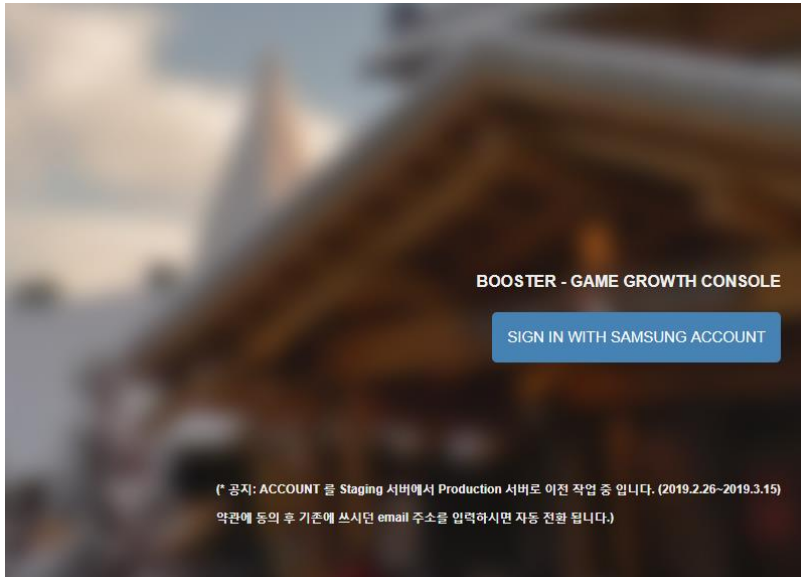 BOOSTER - GAME GROWTH CONSOLE
SIGN IN WITH SAMSUNG ACCOUNT
(* 공지: ACCOUNT 를 Staging 서버에서 Production 서버로 이전 작업 중 입니다. (2019.2.26~2019.3.15)
약관에 동의 후 기존에 쓰시던 email 주소를 입력하시면 자동 전환 됩니다.)